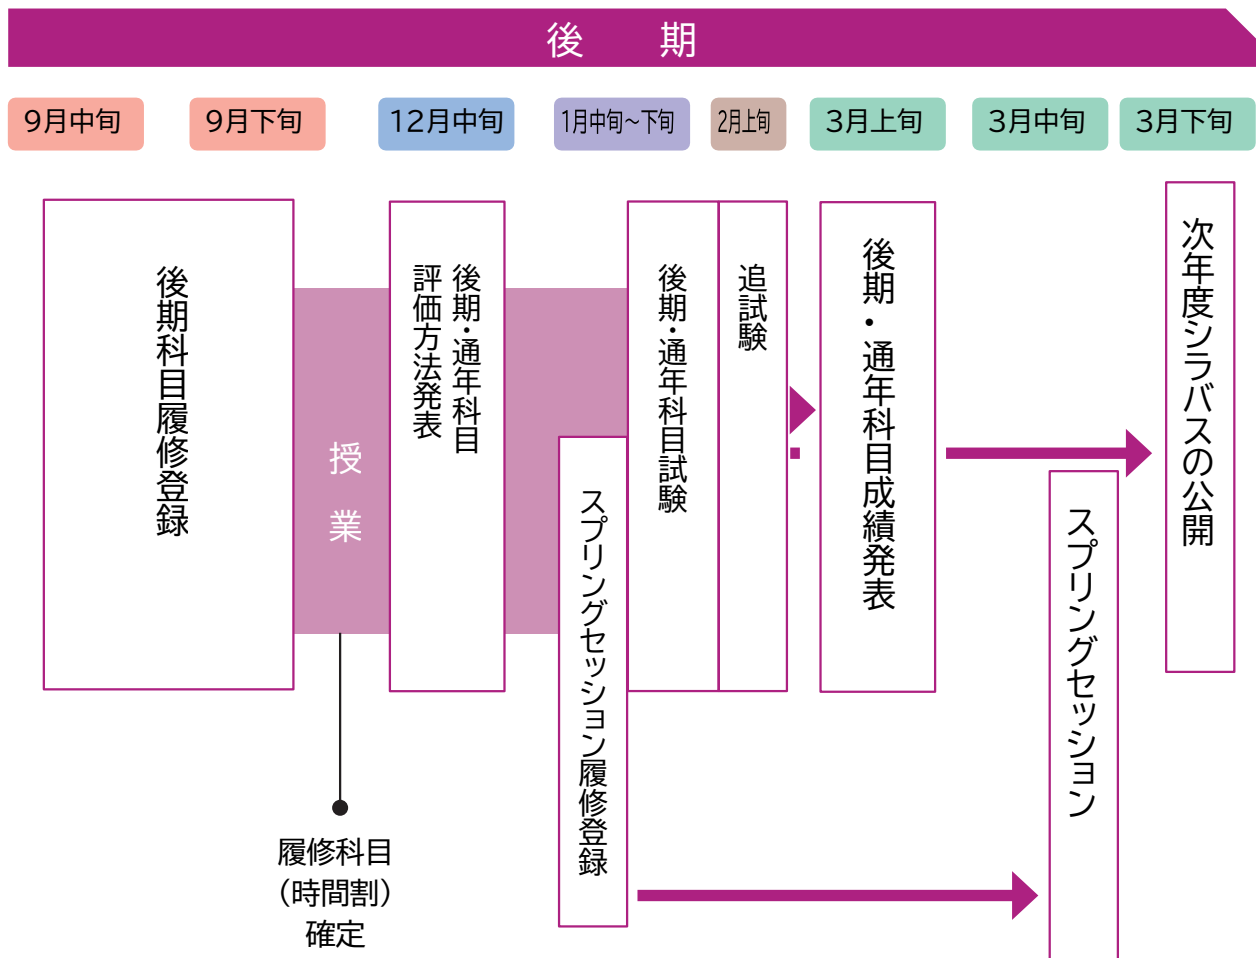 後　期
9月中旬
9月下旬
12月中旬
1月中旬～下旬
2月上旬
3月上旬
3月中旬
3月下旬
後期科目履修登録
授業
履修科目
（時間割）
確定
後期・通年科目
評価方法発表
スプリングセッション履修登録
後期・通年科目試験
追試験
後期・通年科目成績発表
スプリングセッション
次年度シラバスの公開